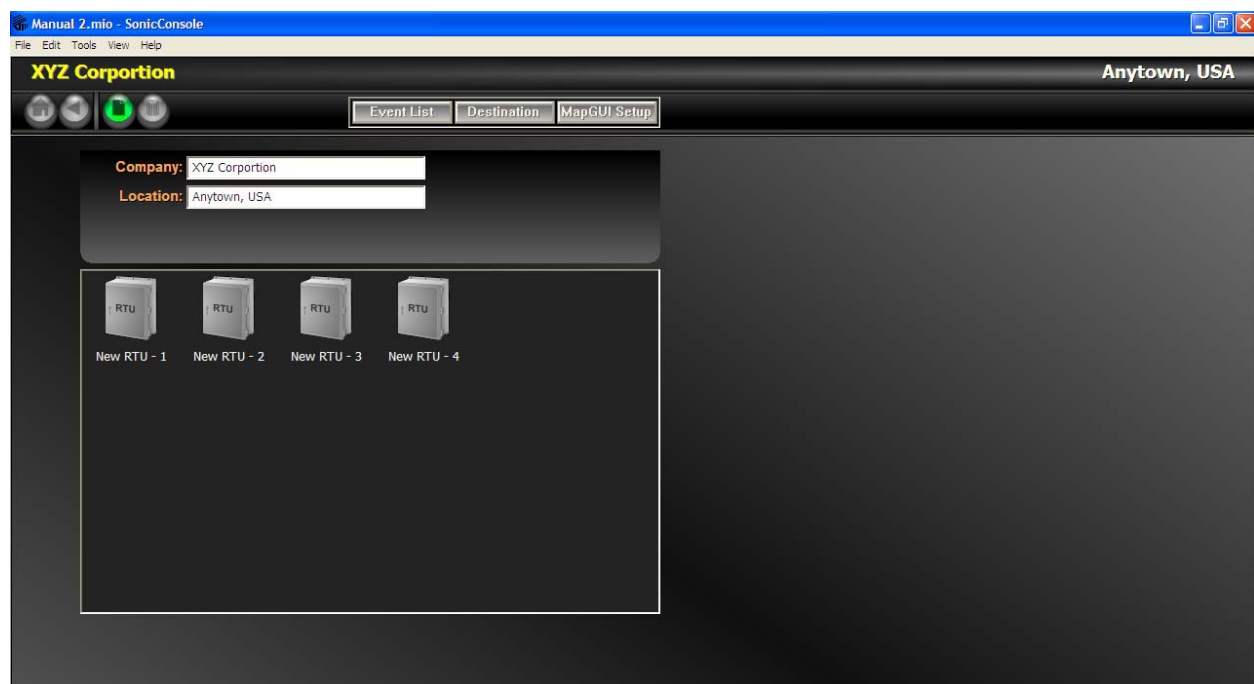 Manual 2.mio - SonicConsole
File Edit Tools View Help
XYZ Corportion Anytown, USA
Event List Destination MapGUI Setup
Company: XYZ Corportion
Location: Anytown, USA
RTU RTU RTU RTU
New RTU - 1 New RTU - 2 New RTU - 3 New RTU - 4